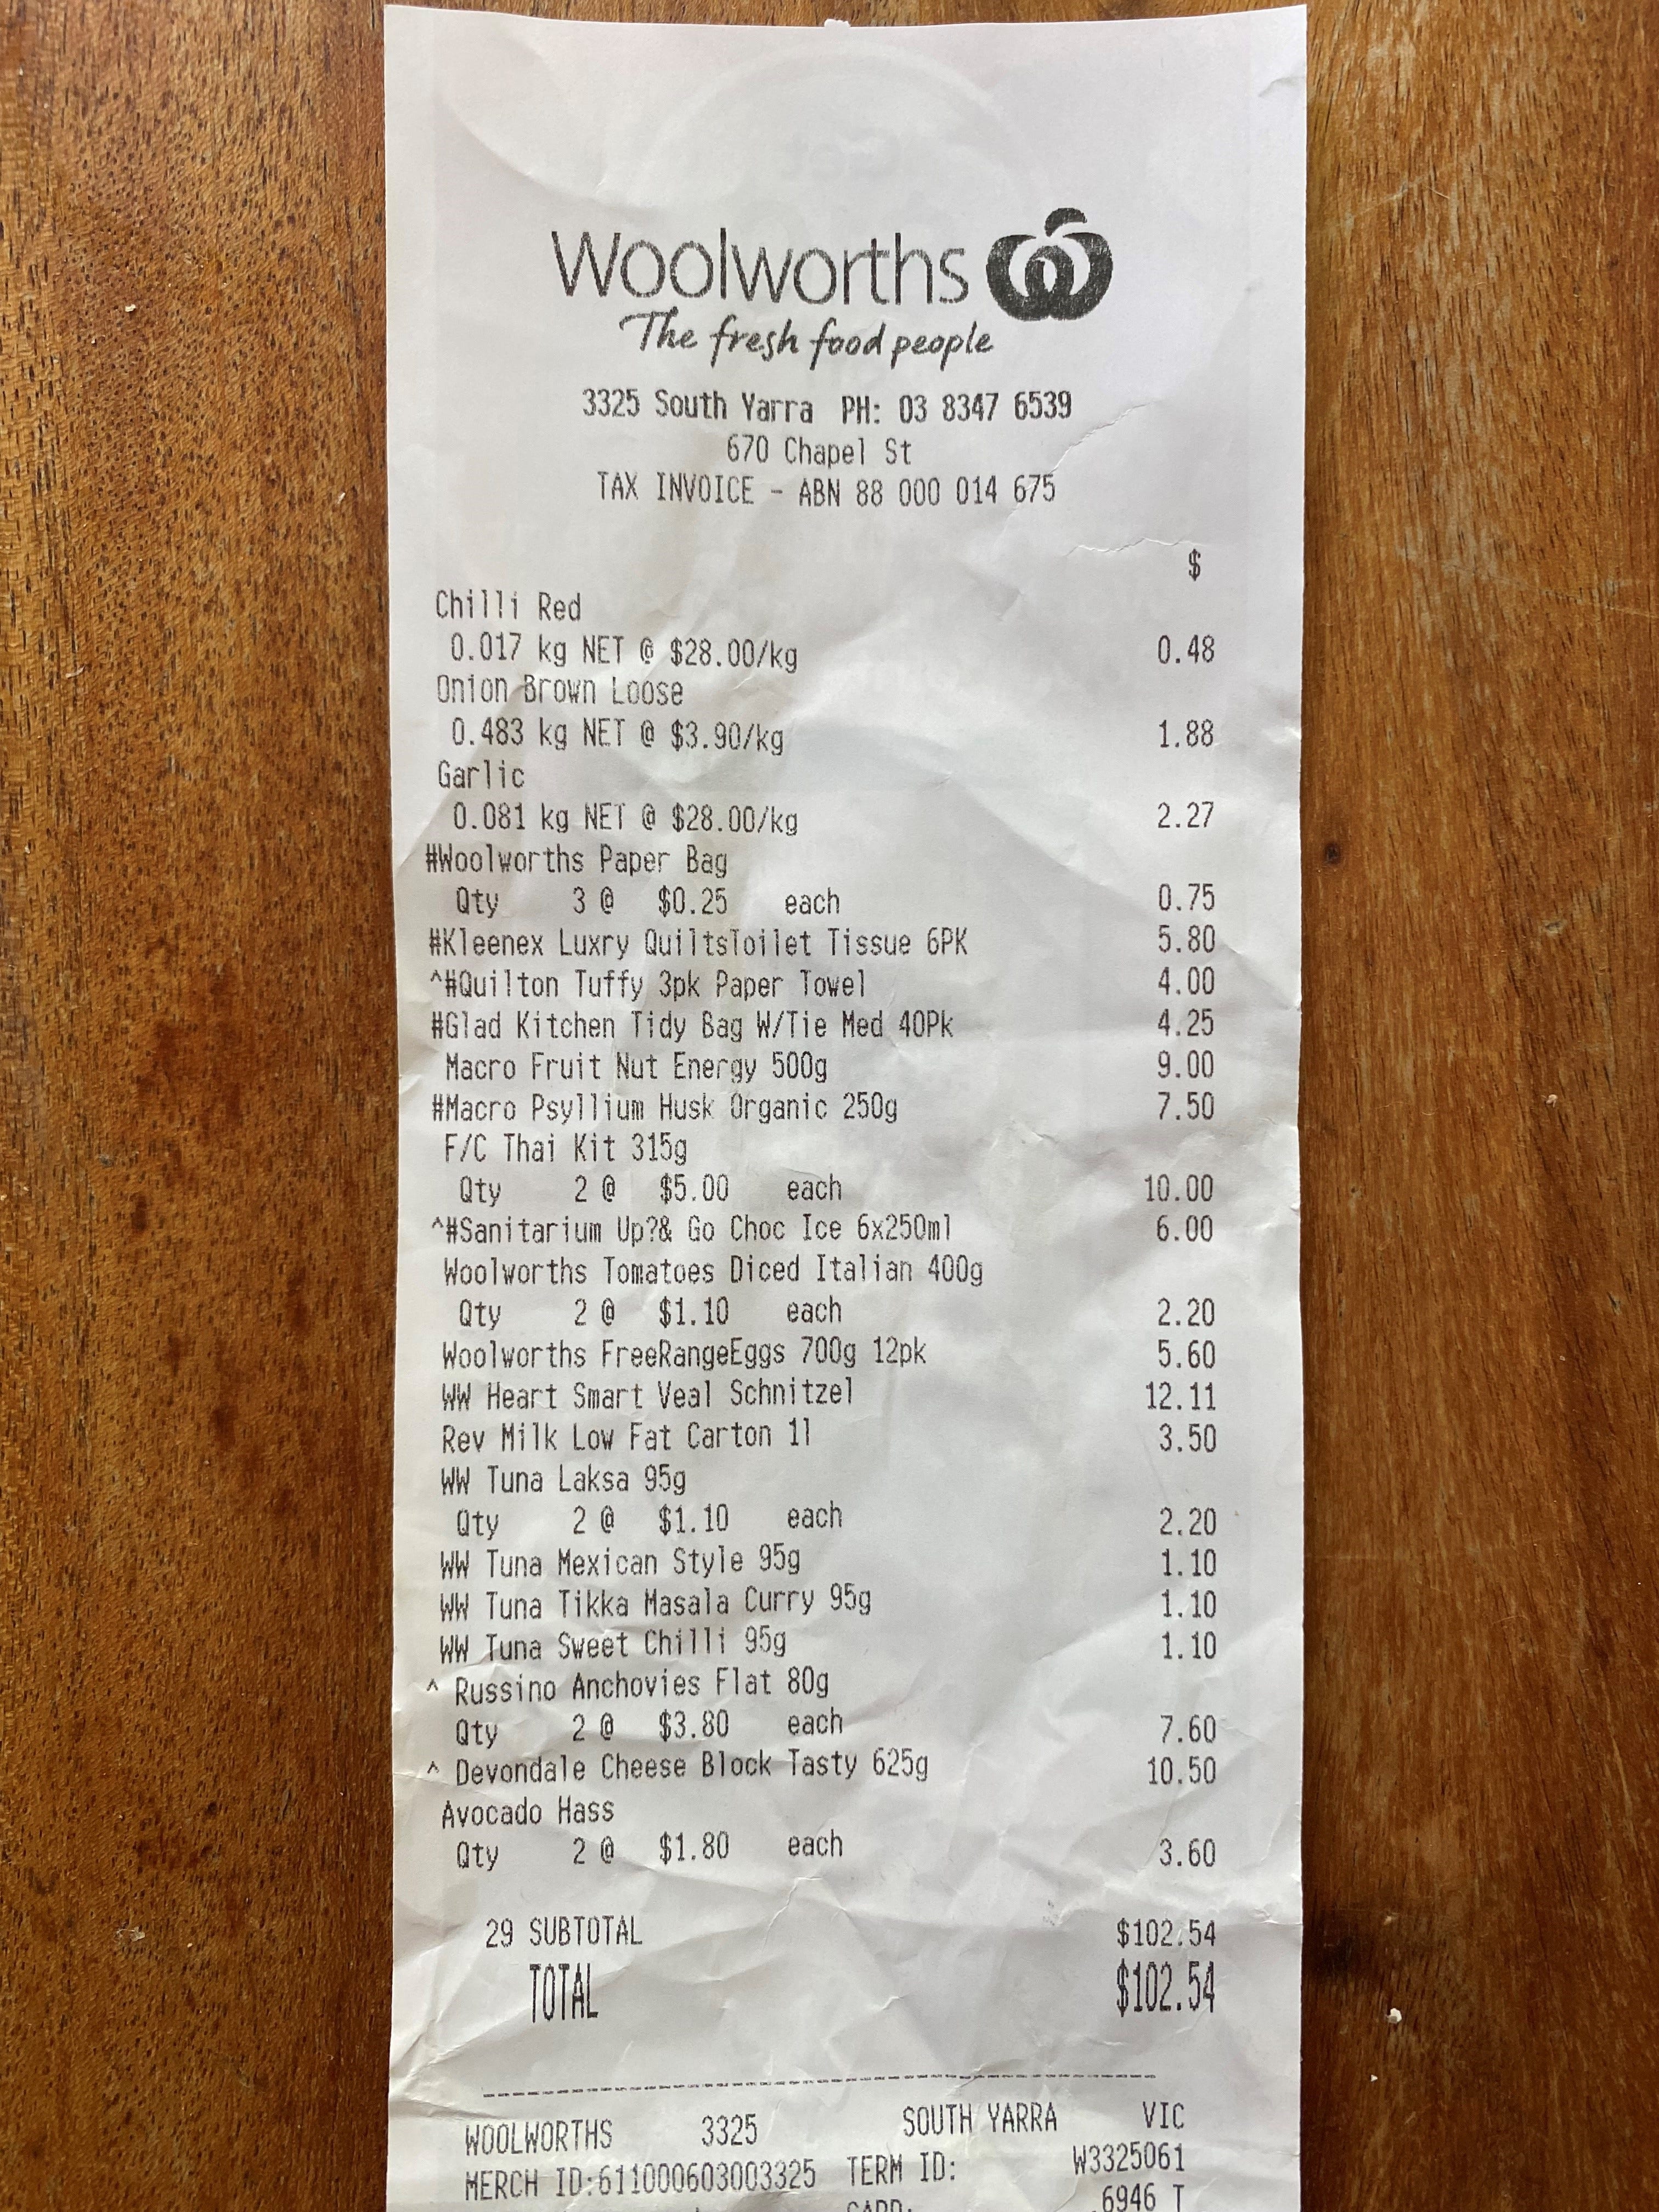 Woolworths
The fresh food people
3325 South Yarra PH: 03 8347 6539
670 Chapel St
TAX INVOICE - ABN 88 000 014 675
$
Chilli Red
0.017 kg NET @ $28.00/kg 0.48
Onion Brown Loose
0.483 kg NET @ $3.90/kg 1.88
Garlic
0.081 kg NET @ $28.00/kg 2.27
#Woolworths Paper Bag
Qty 3 @ $0.25 each 0.75
#Kleenex Luxry QuiltsToilet Tissue 6PK 5.80
^#Quilton Tuffy 3pk Paper Towel 4.00
#Glad Kitchen Tidy Bag W/Tie Med 40Pk 4.25
Macro Fruit Nut Energy 500g 9.00
#Macro Psyllium Husk Organic 250g 7.50
F/C Thai Kit 315g
Qty 2 @ $5.00 each 10.00
^#Sanitarium Up?& Go Choc Ice 6x250ml 6.00
Woolworths Tomatoes Diced Italian 400g
Qty 2 @ $1.10 each 2.20
Woolworths FreeRangeEggs 700g 12pk 5.60
WW Heart Smart Veal Schnitzel 12.11
Rev Milk Low Fat Carton 1l 3.50
WW Tuna Laksa 95g
Qty 2 @ $1.10 each 2.20
WW Tuna Mexican Style 95g 1.10
WW Tuna Tikka Masala Curry 95g 1.10
WW Tuna Sweet Chilli 95g 1.10
^ Russino Anchovies Flat 80g
Qty 2 @ $3.80 each 7.60
^ Devondale Cheese Block Tasty 625g 10.50
Avocado Hass
Qty 2 @ $1.80 each 3.60
29 SUBTOTAL $102.54
TOTAL $102.54
WOOLWORTHS 3325 SOUTH YARRA VIC
MERCH ID:611000603003325 TERM ID: W3325061
CARD: .6946 T